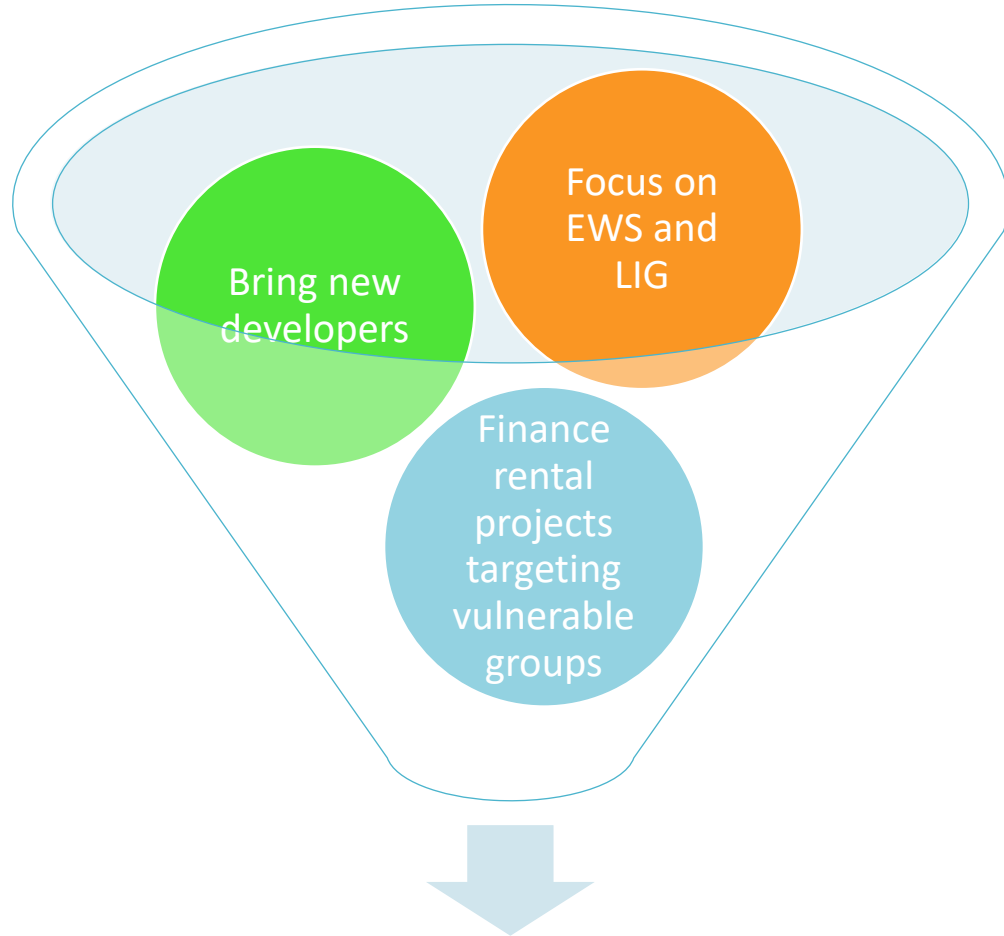 Focus on
EWS and
LIG
Bring new
developers
Finance
rental
projects
targeting
vulnerable
groups